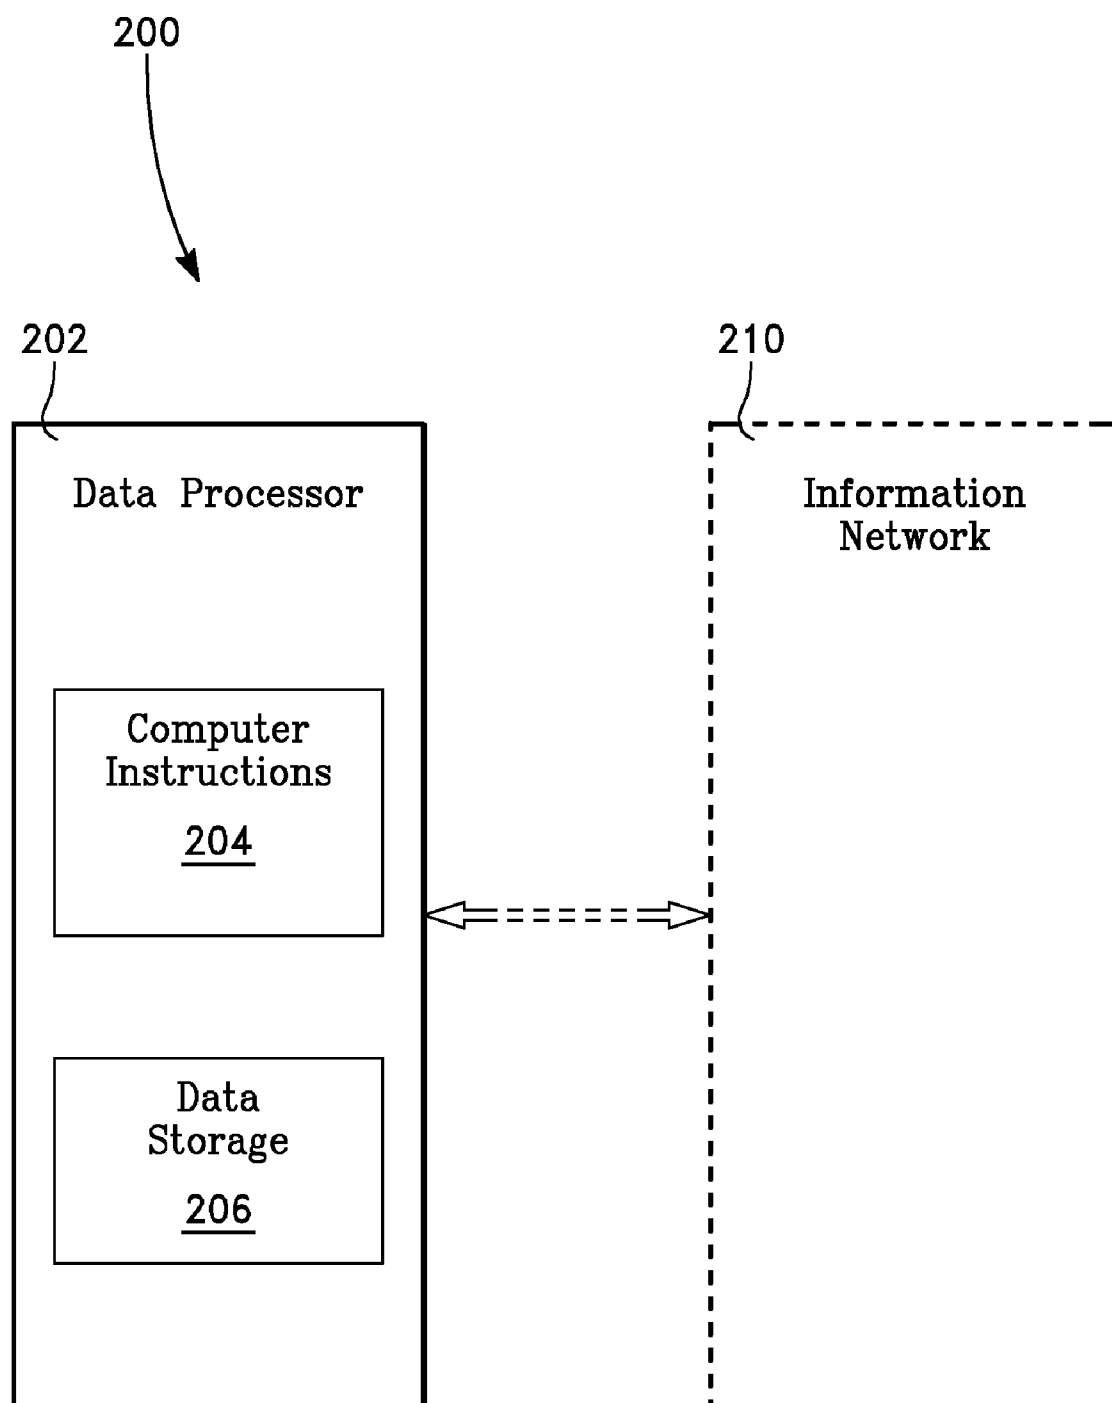 200
202
210
Data Processor
Information
Network
Computer
Instructions
204
Data
Storage
206